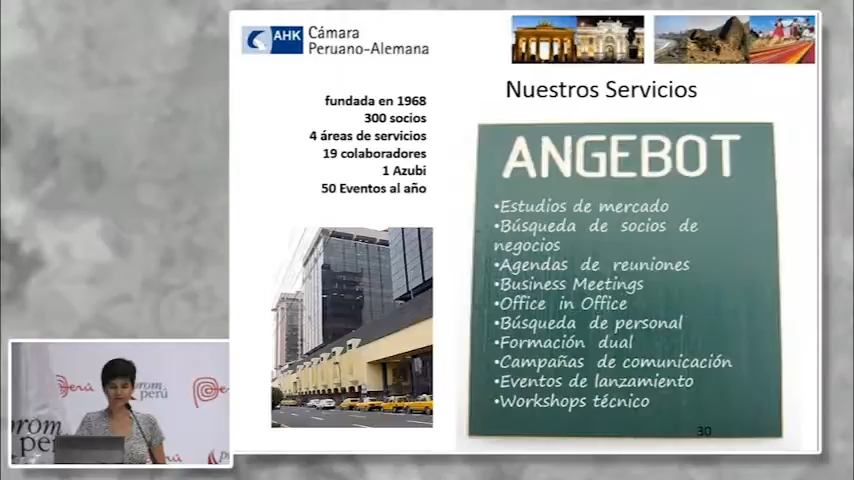 AHK
Cámara
Peruano-Alemana
Nuestros Servicios
fundada en 1968
300 socios
4 áreas de servicios
19 colaboradores
1 Azubi
50 Eventos al año
ANGEBOT
•Estudios de mercado
•Búsqueda de socios de
negocios
•Agendas de reuniones
•Business Meetings
•Office in Office
•Búsqueda de personal
•Formación dual
•Campañas de comunicación
•Eventos de lanzamiento
•Workshops técnico
30
perú